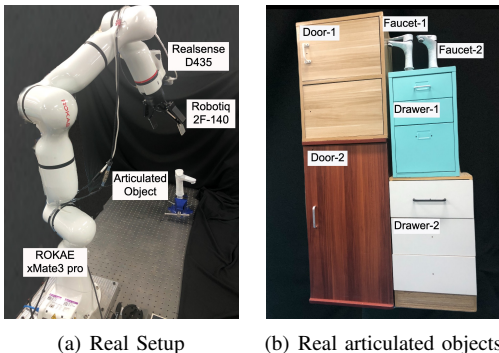 Realsense
D435
Robotiq
2F-140
Articulated
Object
ROKAE
xMate3 pro
ROKAE
(a) Real Setup
Door-1
Faucet-1
Faucet-2
Drawer-1
Door-2
Drawer-2
(b) Real articulated objects